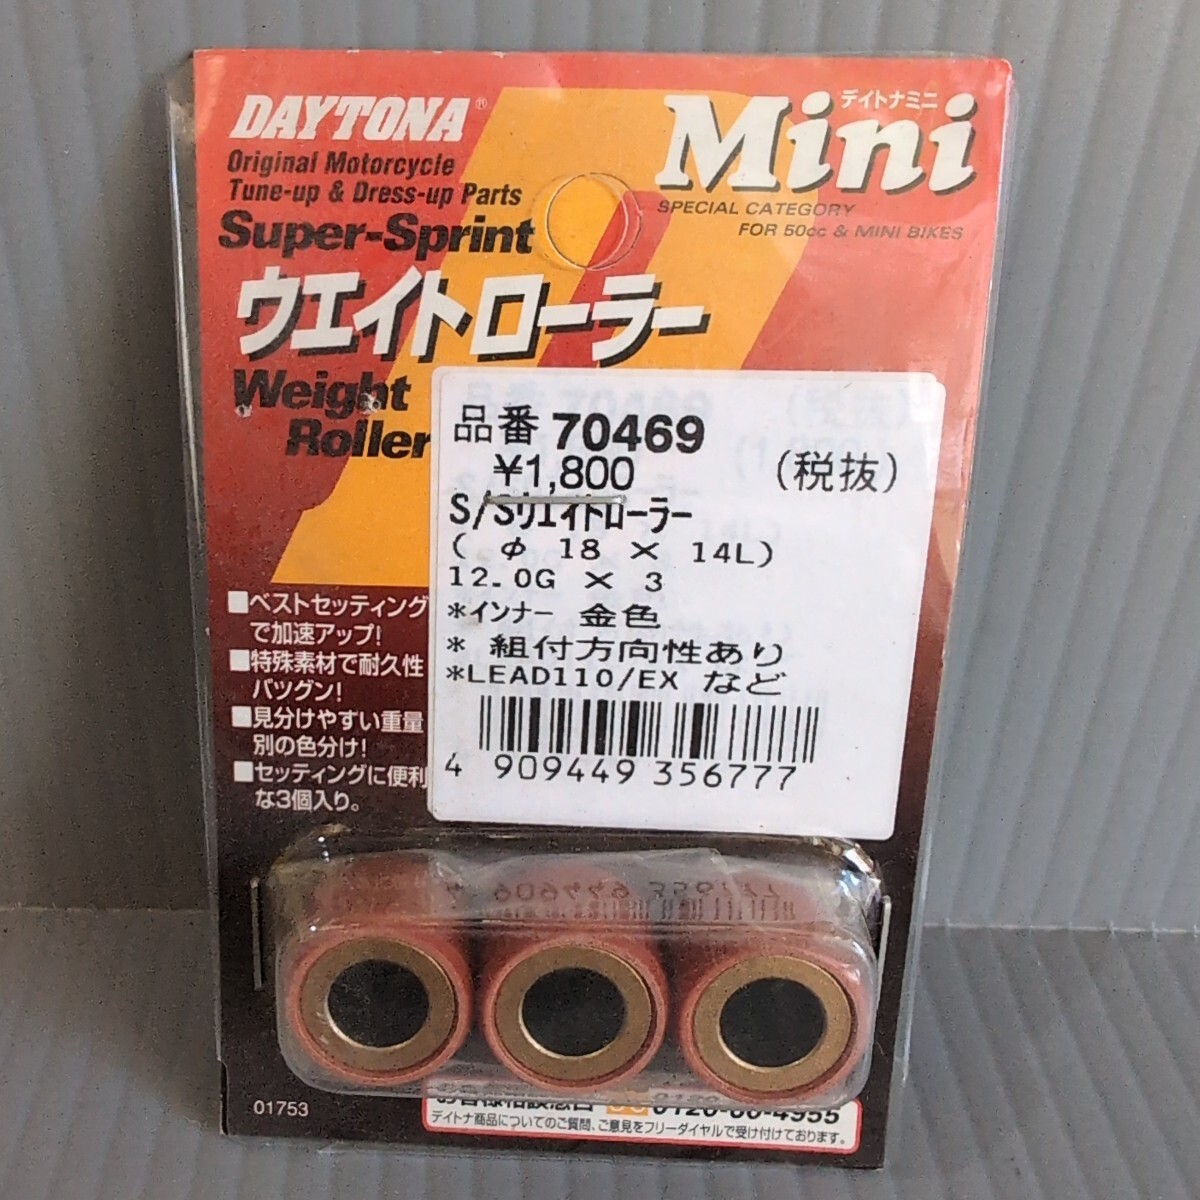 DAYTONA®
Original Motorcycle
Tune-up & Dress-up Parts
Super-Sprint
ウエイトローラー
Weight
Roller
デイトナミニ
Mini
SPECIAL CATEGORY
FOR 50cc & MINI BIKES
品番 70469
¥1,800 (税抜)
S/Sリエイトローラー
( φ 18 × 14L)
12.0G × 3
*インナー 金色
* 組付方向性あり
*LEAD110/EX など
4 909449 356777
■ベストセッティング
で加速アップ!
■特殊素材で耐久性
バツグン!
■見分けやすい重量
別の色分け!
■セッティングに便利
な3個入り。
01753
お客様相談窓口 0120-60-4955
デイトナ商品についてのご質問、ご意見をフリーダイヤルで受け付けております。